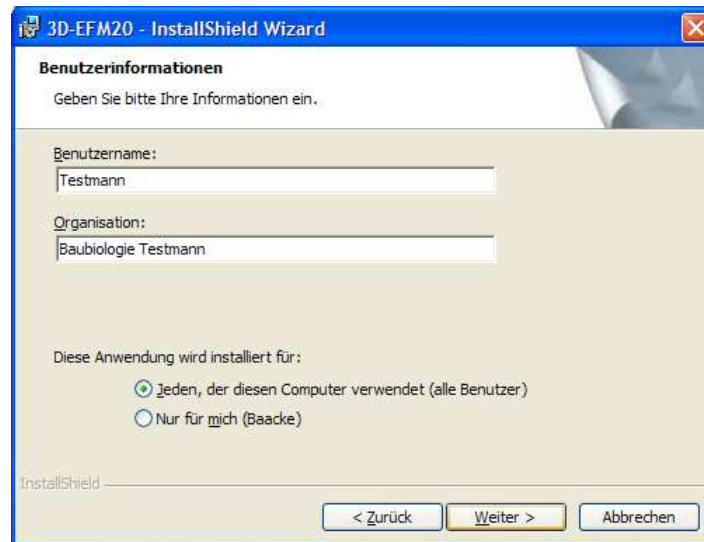 3D-EFM20 - InstallShield Wizard
Benutzerinformationen
Geben Sie bitte Ihre Informationen ein.
Benutzername:
Testmann
Organisation:
Baubiologie Testmann
Diese Anwendung wird installiert für:
Jeden, der diesen Computer verwendet (alle Benutzer)
Nur für mich (Baacke)
InstallShield
< Zurück Weiter > Abbrechen